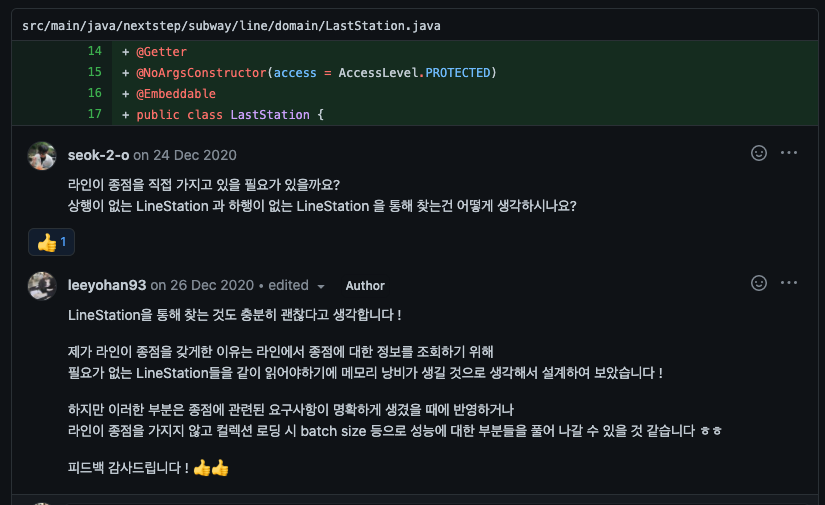 src/main/java/nextstep/subway/line/domain/LastStation.java
14 + @Getter
15 + @NoArgsConstructor(access = AccessLevel.PROTECTED)
16 + @Embeddable
17 + public class LastStation {
seok-2-o on 24 Dec 2020
라인이 종점을 직접 가지고 있을 필요가 있을까요?
상행이 없는 LineStation 과 하행이 없는 LineStation 을 통해 찾는건 어떻게 생각하시나요?
👍 1
leeyohan93 on 26 Dec 2020 • edited Author
LineStation을 통해 찾는 것도 충분히 괜찮다고 생각합니다 !
제가 라인이 종점을 갖게한 이유는 라인에서 종점에 대한 정보를 조회하기 위해
필요가 없는 LineStation들을 같이 읽어야하기에 메모리 낭비가 생길 것으로 생각해서 설계하여 보았습니다 !
하지만 이러한 부분은 종점에 관련된 요구사항이 명확하게 생겼을 때에 반영하거나
라인이 종점을 가지지 않고 컬렉션 로딩 시 batch size 등으로 성능에 대한 부분들을 풀어 나갈 수 있을 것 같습니다 ㅎㅎ
피드백 감사드립니다 ! 👍👍